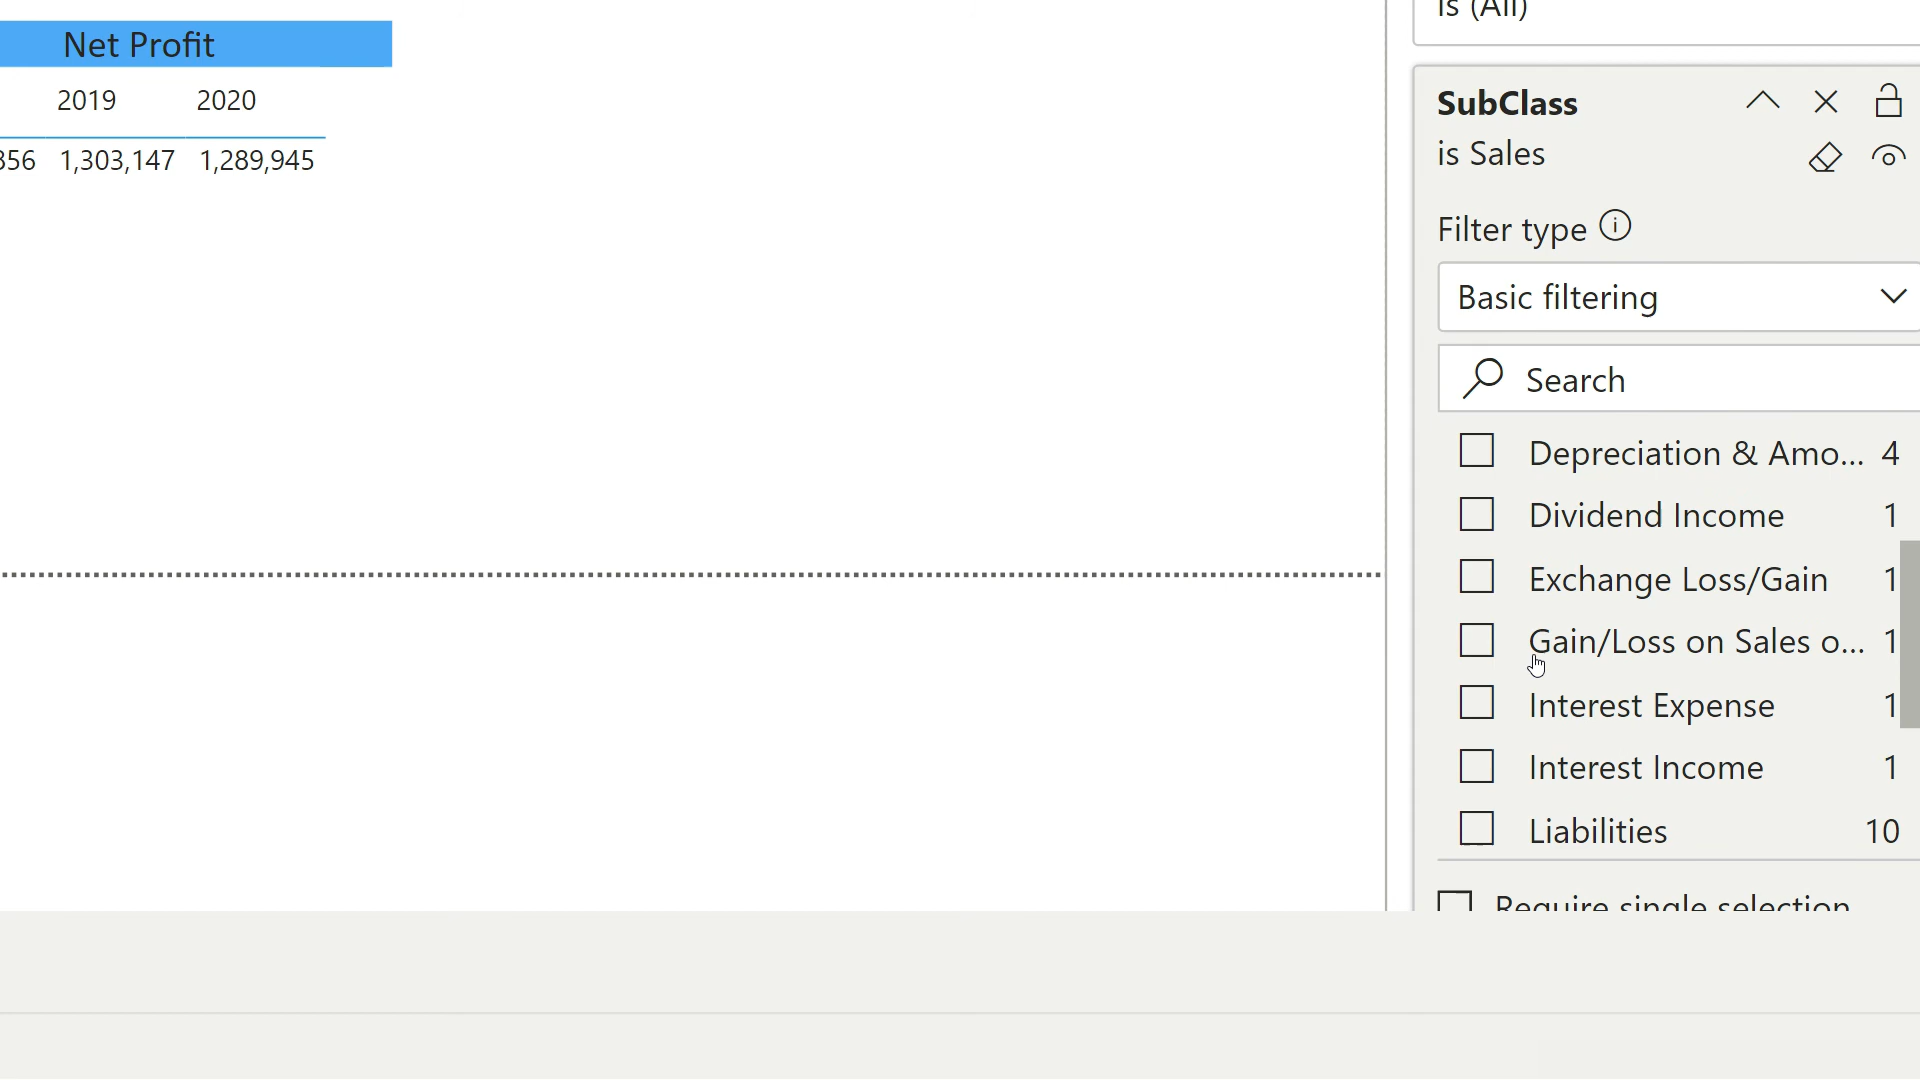 Net Profit
2019 2020
356 1,303,147 1,289,945
is (All)
SubClass
is Sales
Filter type
Basic filtering
Search
Depreciation & Amo... 4
Dividend Income 1
Exchange Loss/Gain 1
Gain/Loss on Sales o... 1
Interest Expense 1
Interest Income 1
Liabilities 10
Require single selection